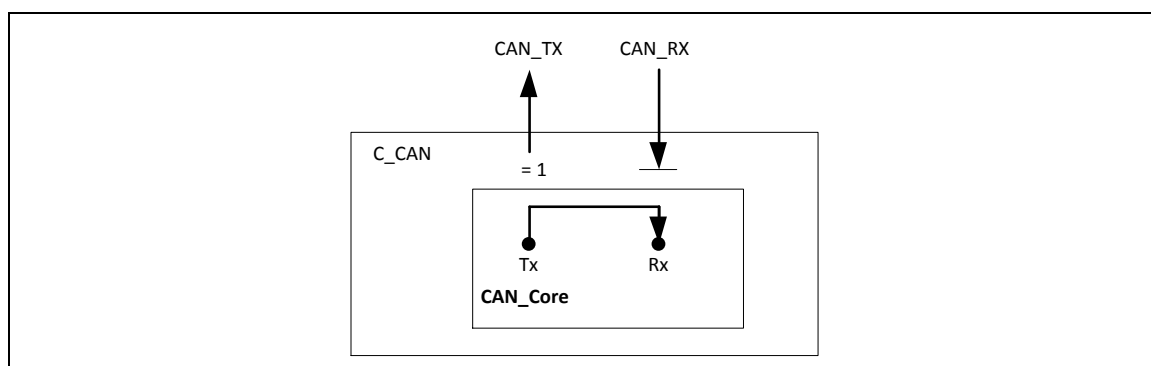 CAN_TX CAN_RX
C_CAN
= 1
Tx Rx
CAN_Core